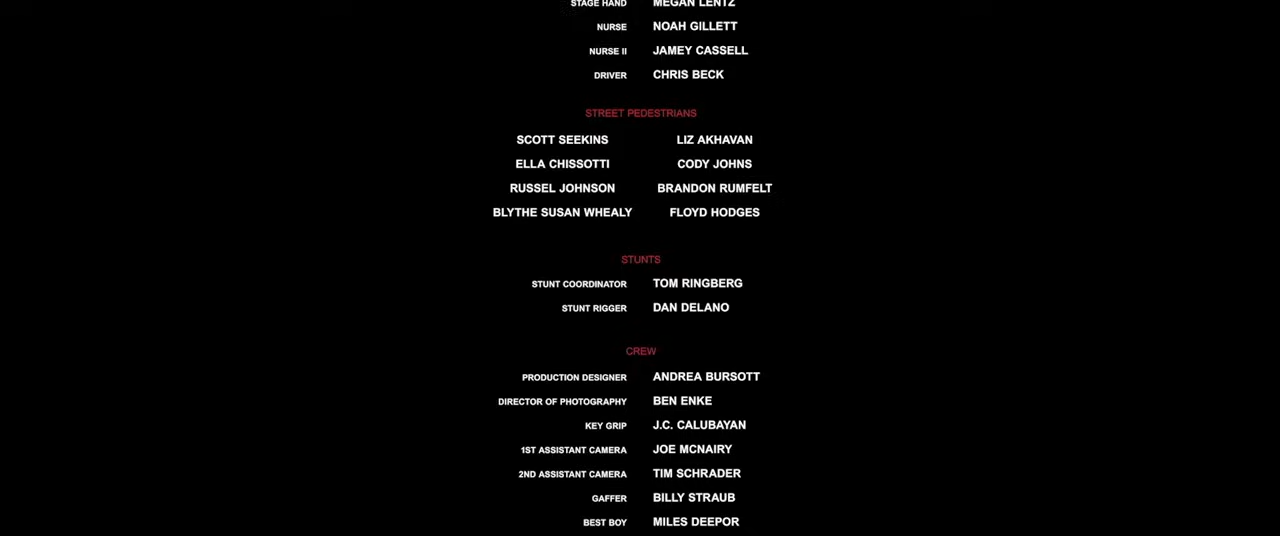 STAGE HAND MEGAN LENTZ
NURSE NOAH GILLETT
NURSE II JAMEY CASSELL
DRIVER CHRIS BECK
STREET PEDESTRIANS
SCOTT SEEKINS LIZ AKHAVAN
ELLA CHISSOTTI CODY JOHNS
RUSSEL JOHNSON BRANDON RUMFELT
BLYTHE SUSAN WHEALY FLOYD HODGES
STUNTS
STUNT COORDINATOR TOM RINGBERG
STUNT RIGGER DAN DELANO
CREW
PRODUCTION DESIGNER ANDREA BURSOTT
DIRECTOR OF PHOTOGRAPHY BEN ENKE
KEY GRIP J.C. CALUBAYAN
1ST ASSISTANT CAMERA JOE MCNAIRY
2ND ASSISTANT CAMERA TIM SCHRADER
GAFFER BILLY STRAUB
BEST BOY MILES DEEPOR